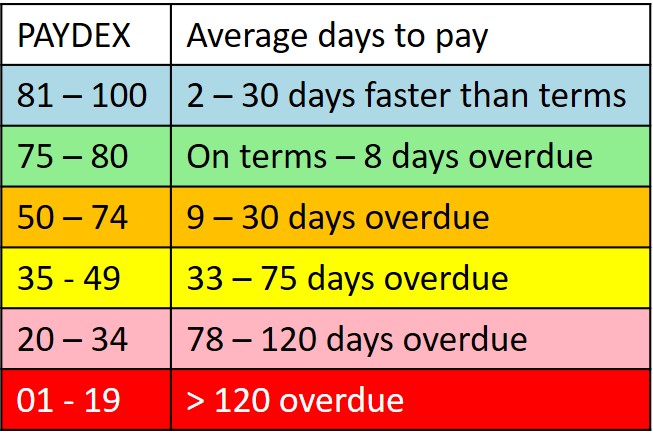 PAYDEX Average days to pay
81 – 100 2 – 30 days faster than terms
75 – 80 On terms – 8 days overdue
50 – 74 9 – 30 days overdue
35 - 49 33 – 75 days overdue
20 – 34 78 – 120 days overdue
01 - 19 > 120 overdue